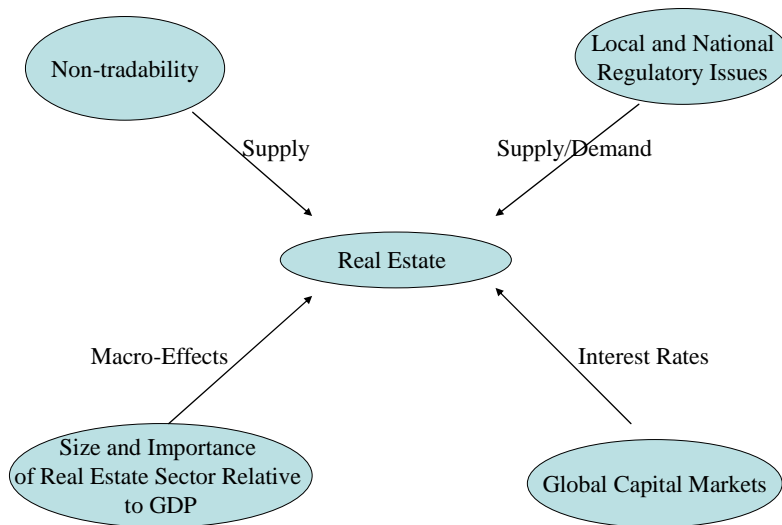 Non-tradability
Local and National
Regulatory Issues
Supply
Supply/Demand
Real Estate
Macro-Effects
Interest Rates
Size and Importance
of Real Estate Sector Relative
to GDP
Global Capital Markets